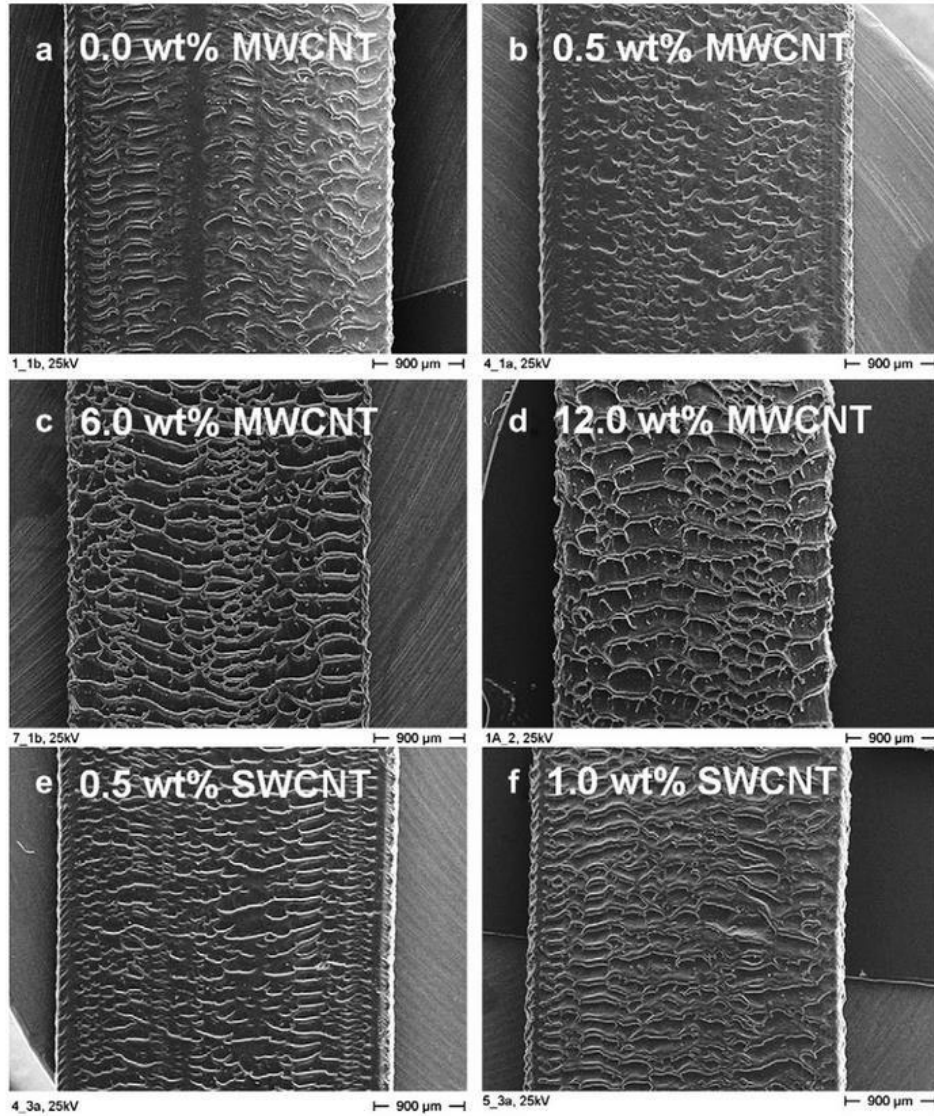 a 0.0 wt% MWCNT
1_1b, 25kV
900 µm
b 0.5 wt% MWCNT
4_1a, 25kV
900 µm
c 6.0 wt% MWCNT
7_1b, 25kV
900 µm
d 12.0 wt% MWCNT
1A_2, 25kV
900 µm
e 0.5 wt% SWCNT
4_3a, 25kV
900 µm
f 1.0 wt% SWCNT
5_3a, 25kV
900 µm